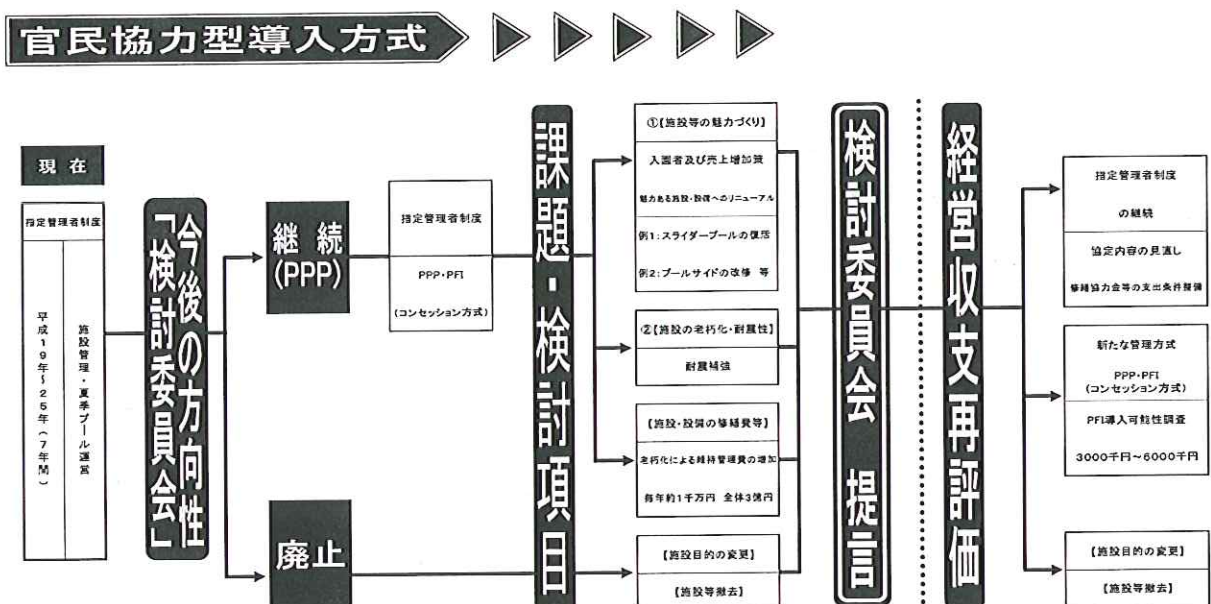 官民協力型導入方式
現在
指定管理者制度
平成19年～25年（7年間）
施設管理・夏季プール運営
今後の方向性
「検討委員会」
継続
(PPP)
廃止
指定管理者制度
PPP・PFI
(コンセッション方式)
課題・検討項目
①【施設等の魅力づくり】
入園者及び売上増加策
魅力ある施設・設備へのリニューアル
例1:スライダープールの復活
例2:プールサイドの改修 等
②【施設の老朽化・耐震性】
耐震補強
【施設・設備の修繕費等】
老朽化による維持管理費の増加
毎年約1千万円 全体3億円
【施設目的の変更】
【施設等撤去】
検討委員会 提言
経営収支再評価
指定管理者制度
の継続
協定内容の見直し
修繕協力金等の支出条件整備
新たな管理方式
PPP・PFI
(コンセッション方式)
PFI導入可能性調査
3000千円～6000千円
【施設目的の変更】
【施設等撤去】